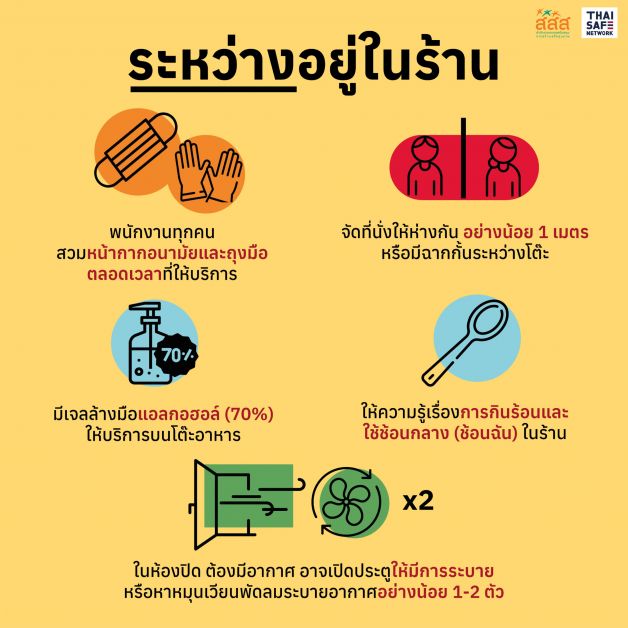 สสส
THAI
SAFE
NETWORK
ระหว่างอยู่ในร้าน
พนักงานทุกคน
สวมหน้ากากอนามัยและถุงมือ
ตลอดเวลาที่ให้บริการ
จัดที่นั่งให้ห่างกัน อย่างน้อย 1 เมตร
หรือมีฉากกั้นระหว่างโต๊ะ
70%
มีเจลล้างมือแอลกอฮอล์ (70%)
ให้บริการบนโต๊ะอาหาร
ให้ความรู้เรื่องการกินร้อนและ
ใช้ช้อนกลาง (ช้อนฉัน) ในร้าน
x2
ในห้องปิด ต้องมีอากาศ อาจเปิดประตูให้มีการระบาย
หรือหาหมุนเวียนพัดลมระบายอากาศอย่างน้อย 1-2 ตัว